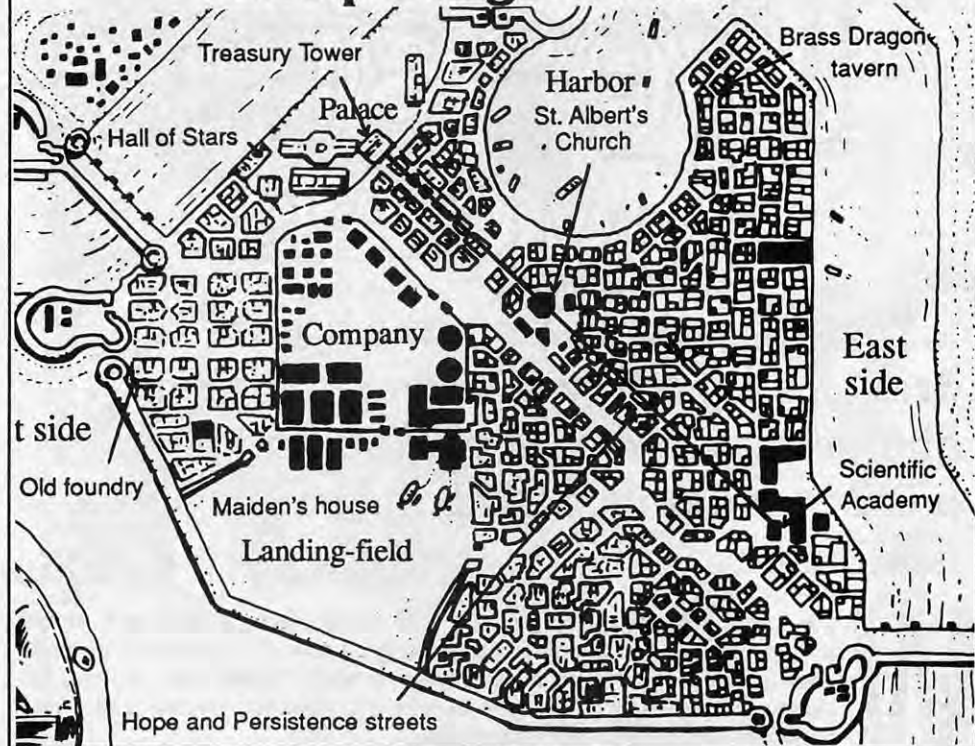 Treasury Tower
Brass Dragon
tavern
Harbor
St. Albert's
Church
Palace
Hall of Stars
Company
East
side
t side
Old foundry
Maiden's house
Landing-field
Scientific
Academy
Hope and Persistence streets